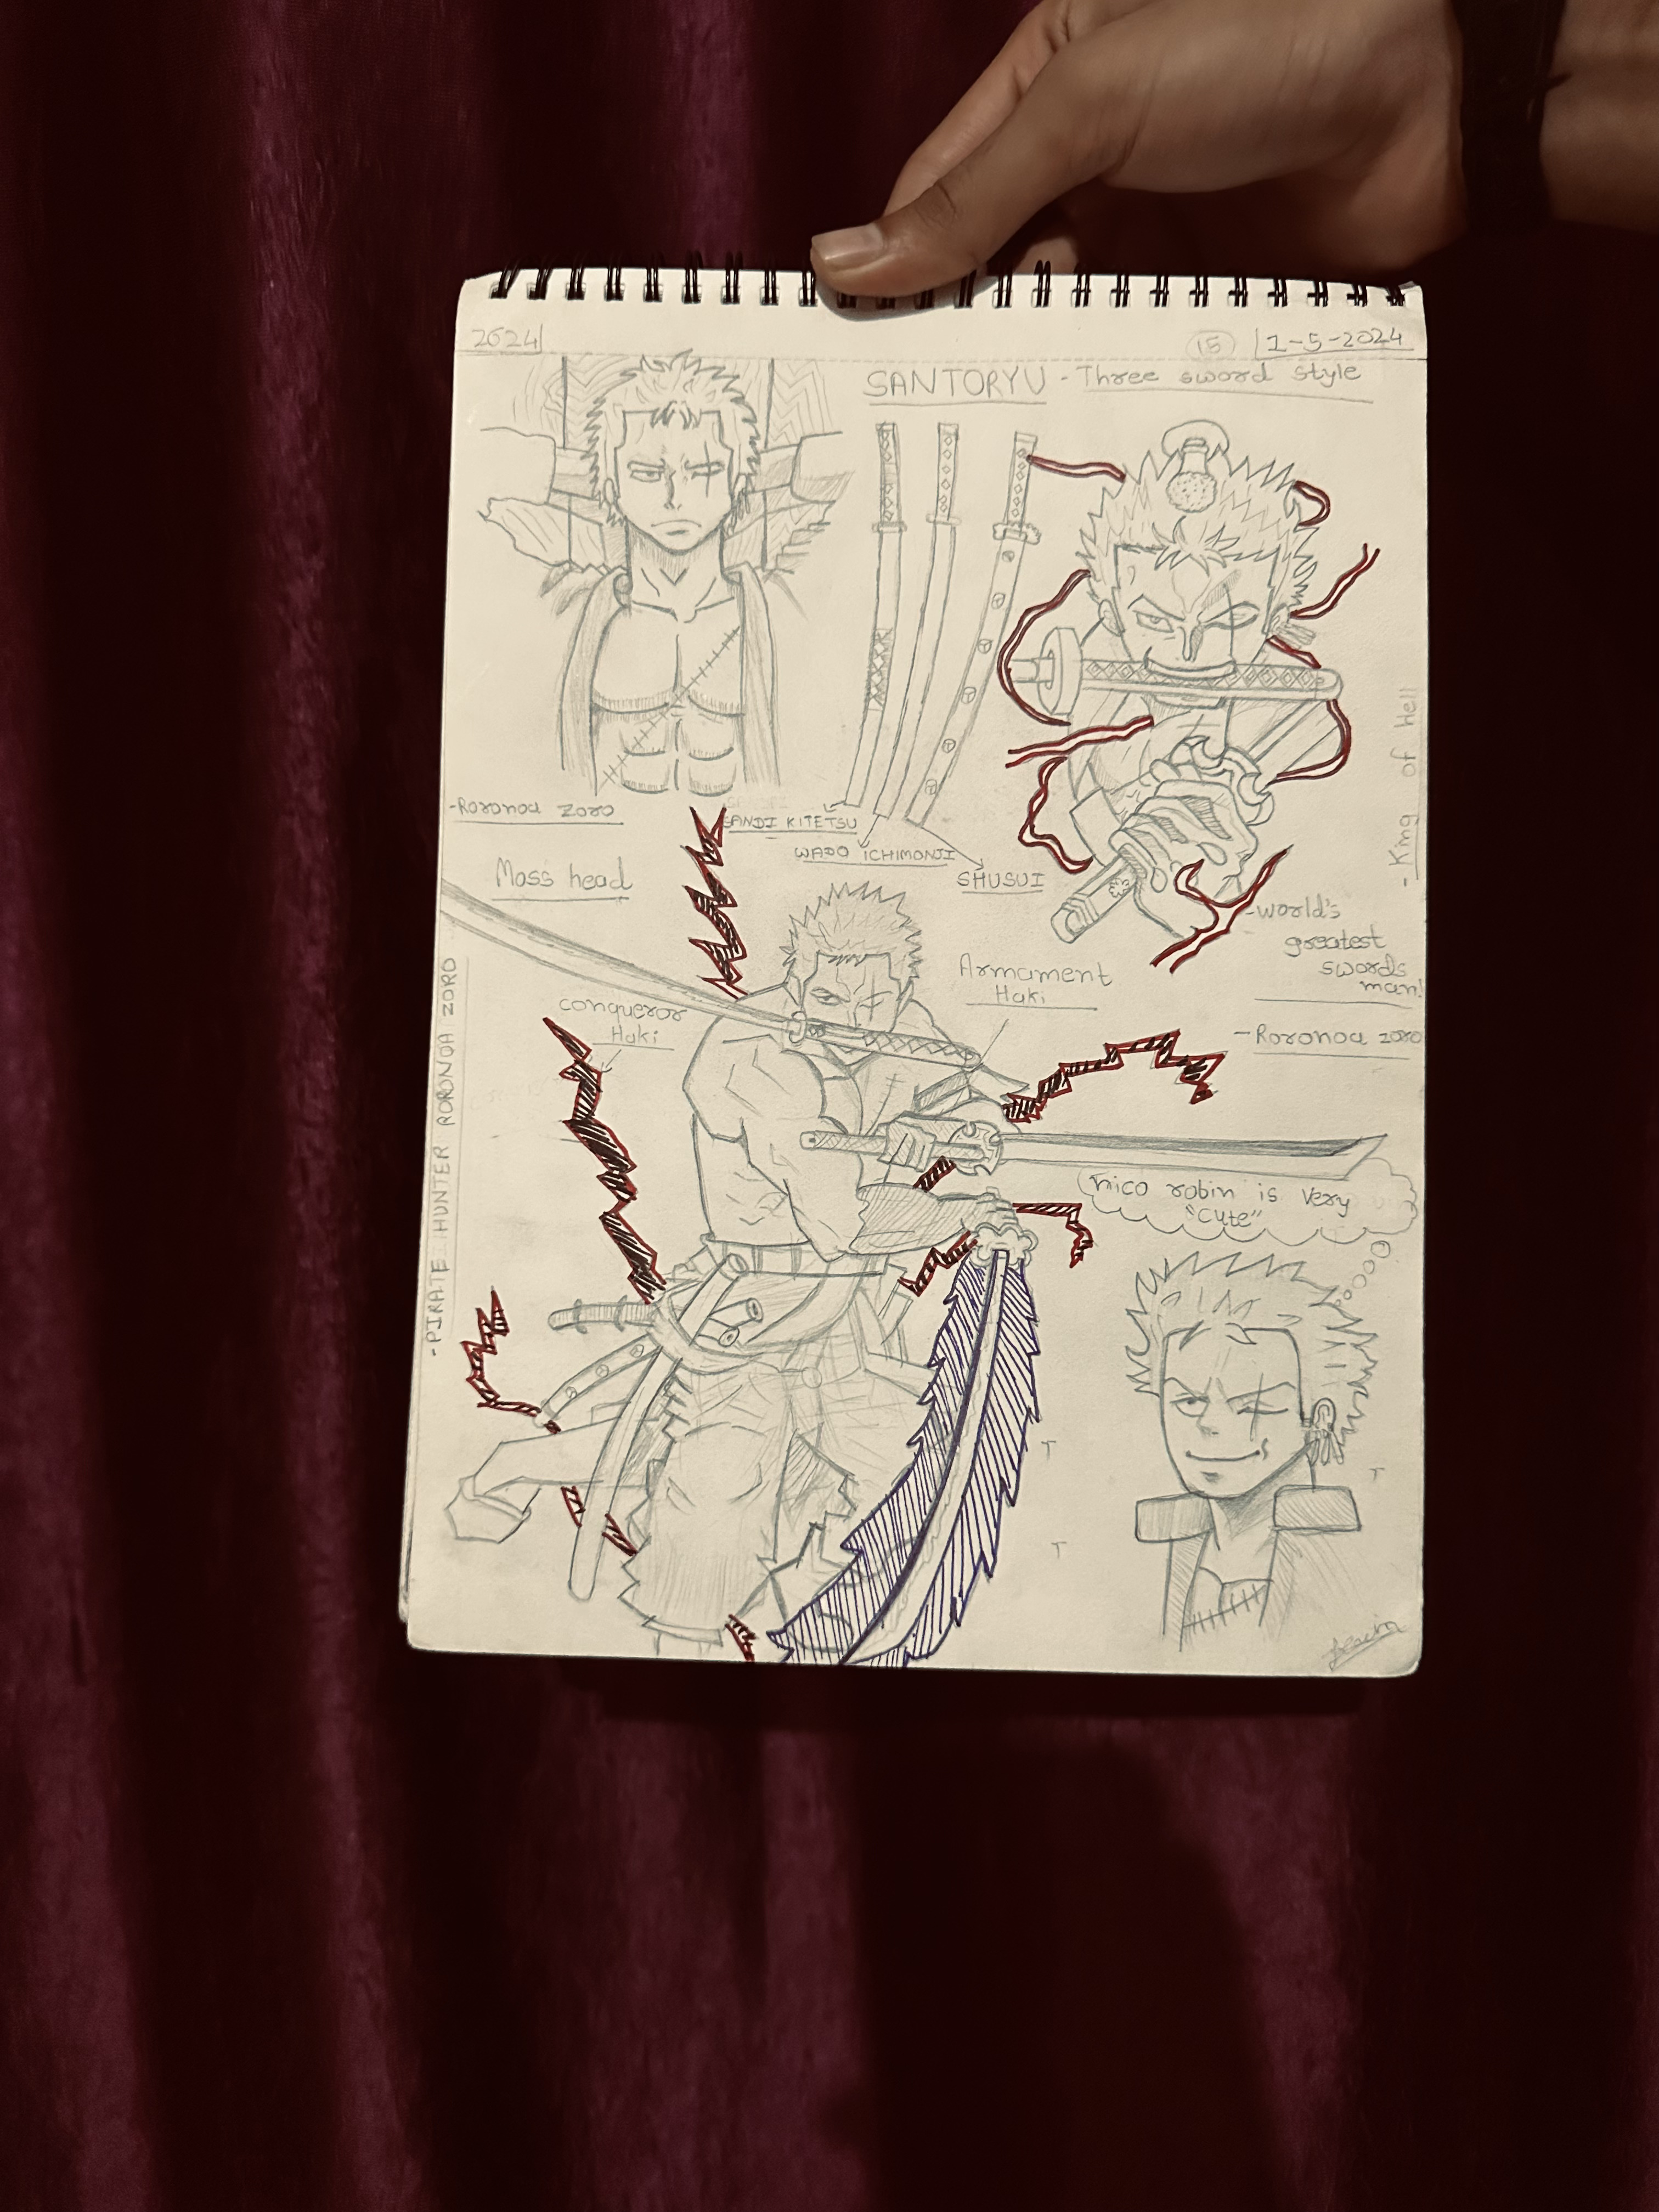 2624
15
1-5-2024
SANTORYU - Three sword style
-Roronoa zoro
SANDI KITETSU
WADO ICHIMONJI
SHUSUI
- King of Hell
Moss head
-world's
greatest
swords
man!
-Roronoa zoro
Armament
Haki
conqueror
Haki
-PIRATE HUNTER RORONOA ZORO
nico robin is very
"cute"